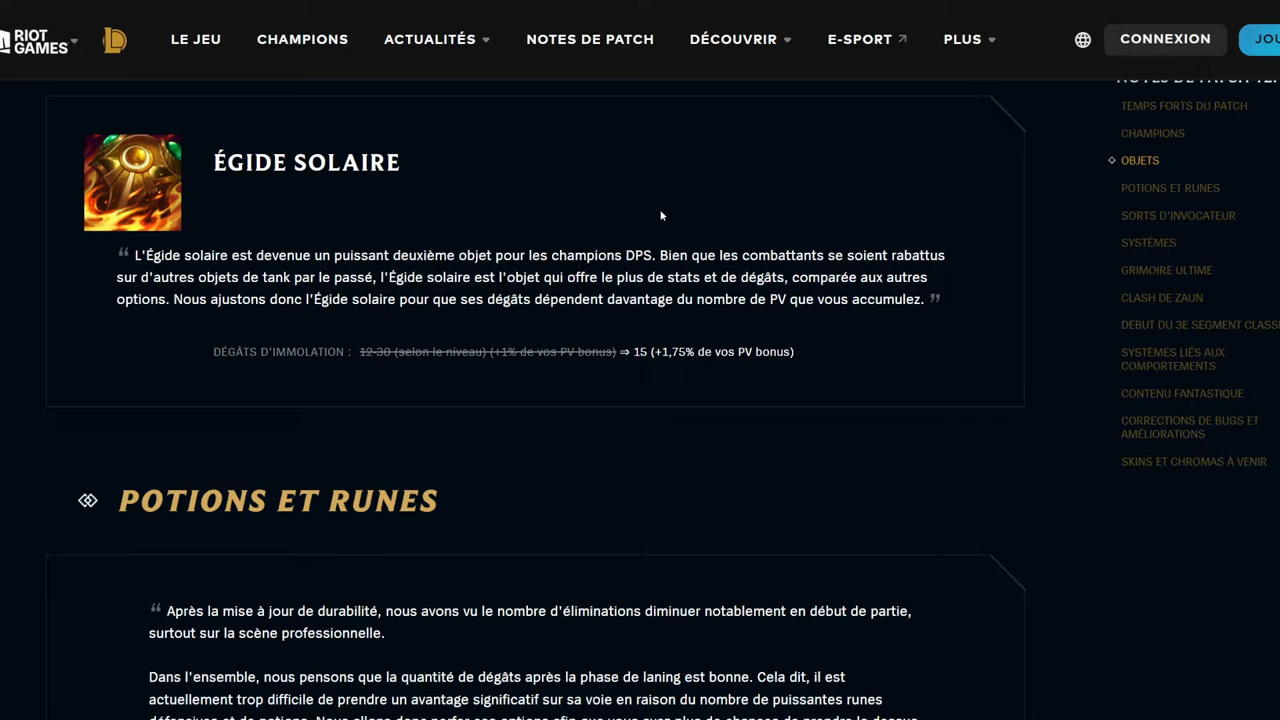 RIOT
GAMES
LE JEU
CHAMPIONS
ACTUALITÉS
NOTES DE PATCH
DÉCOUVRIR
E-SPORT
PLUS
CONNEXION
JOU
ÉGIDE SOLAIRE
“ L'Égide solaire est devenue un puissant deuxième objet pour les champions DPS. Bien que les combattants se soient rabattus
sur d'autres objets de tank par le passé, l'Égide solaire est l'objet qui offre le plus de stats et de dégâts, comparée aux autres
options. Nous ajustons donc l'Égide solaire pour que ses dégâts dépendent davantage du nombre de PV que vous accumulez. ”
DÉGÂTS D'IMMOLATION : 12-30 (selon le niveau) (+1% de vos PV bonus) ⇒ 15 (+1,75% de vos PV bonus)
POTIONS ET RUNES
“ Après la mise à jour de durabilité, nous avons vu le nombre d'éliminations diminuer notablement en début de partie,
surtout sur la scène professionnelle.
Dans l'ensemble, nous pensons que la quantité de dégâts après la phase de laning est bonne. Cela dit, il est
actuellement trop difficile de prendre un avantage significatif sur sa voie en raison du nombre de puissantes runes
NOTES DE PATCH
TEMPS FORTS DU PATCH
CHAMPIONS
OBJETS
POTIONS ET RUNES
SORTS D'INVOCATEUR
SYSTÈMES
GRIMOIRE ULTIME
CLASH DE ZAUN
DÉBUT DU 3E SEGMENT CLASS
SYSTÈMES LIÉS AUX
COMPORTEMENTS
CONTENU FANTASTIQUE
CORRECTIONS DE BUGS ET
AMÉLIORATIONS
SKINS ET CHROMAS À VENIR